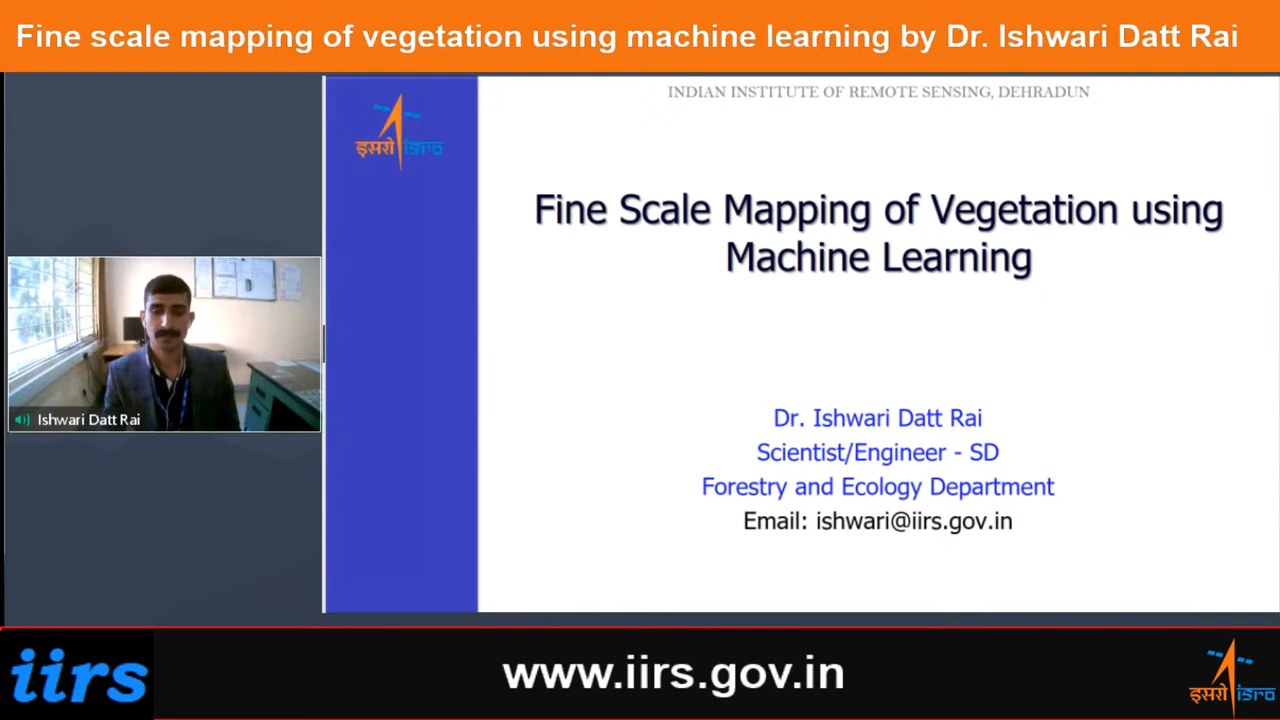 Fine scale mapping of vegetation using machine learning by Dr. Ishwari Datt Rai
INDIAN INSTITUTE OF REMOTE SENSING, DEHRADUN
इसरो isro
Fine Scale Mapping of Vegetation using
Machine Learning
Ishwari Datt Rai
Dr. Ishwari Datt Rai
Scientist/Engineer - SD
Forestry and Ecology Department
Email: ishwari@iirs.gov.in
iirs
www.iirs.gov.in
इसरो isro